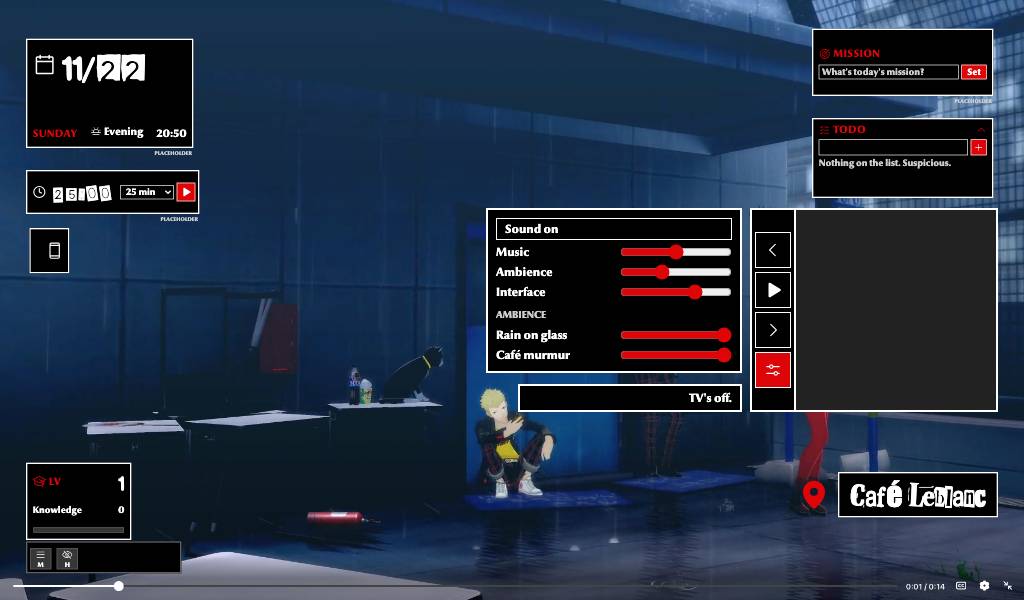 11/22
SUNDAY Evening 20:50
PLACEHOLDER
25:00 25 min
PLACEHOLDER
MISSION
What's today's mission? Set
PLACEHOLDER
TODO
+
Nothing on the list. Suspicious.
Sound on
Music
Ambience
Interface
AMBIENCE
Rain on glass
Café murmur
TV's off.
LV 1
Knowledge 0
M H
Café Leblanc
0:01 / 0:14
CC